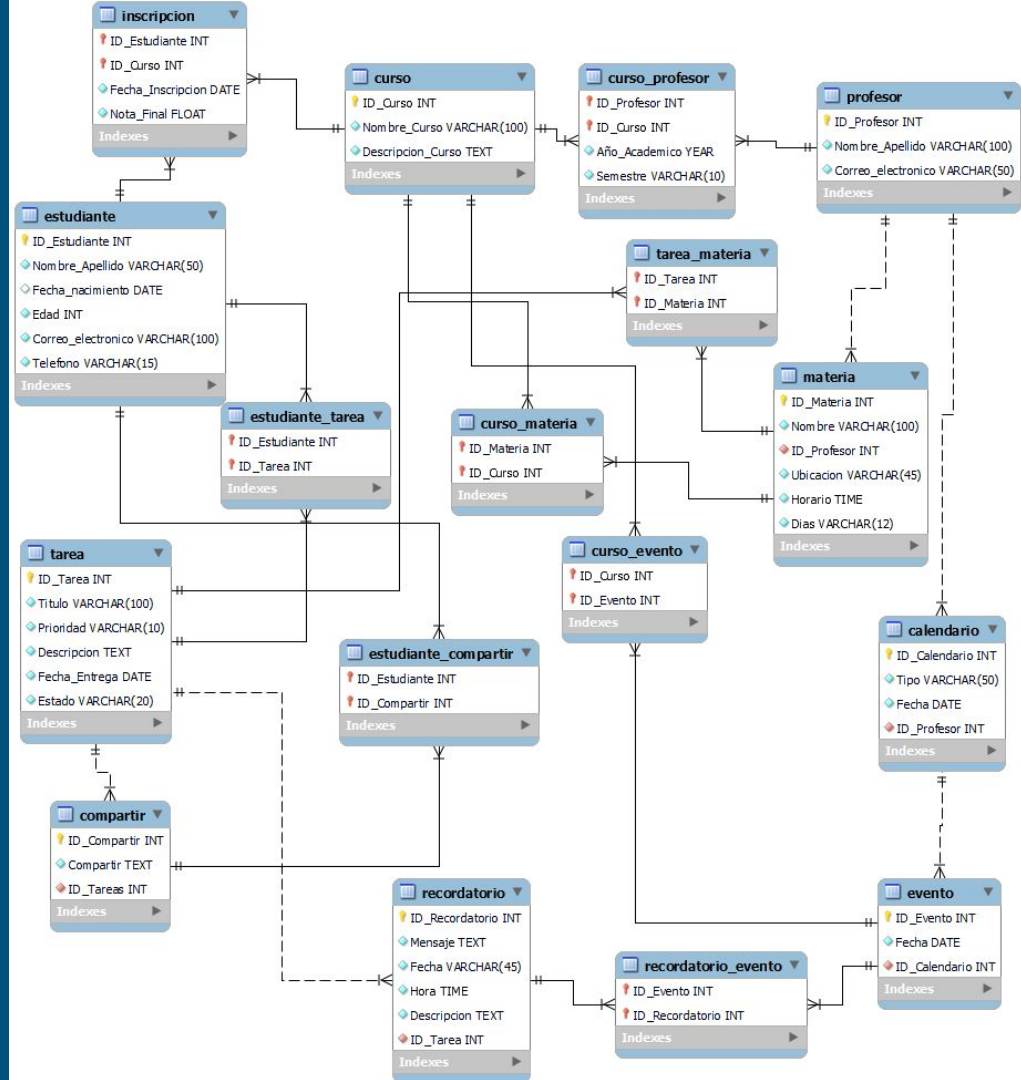 inscripcion
ID_Estudiante INT
ID_Curso INT
Fecha_Inscripcion DATE
Nota_Final FLOAT
Indexes
curso
ID_Curso INT
Nombre_Curso VARCHAR(100)
Descripcion_Curso TEXT
Indexes
curso_profesor
ID_Profesor INT
ID_Curso INT
Año_Academico YEAR
Semestre VARCHAR(10)
Indexes
profesor
ID_Profesor INT
Nombre_Apellido VARCHAR(100)
Correo_electronico VARCHAR(50)
Indexes
estudiante
ID_Estudiante INT
Nombre_Apellido VARCHAR(50)
Fecha_nacimiento DATE
Edad INT
Correo_electronico VARCHAR(100)
Telefono VARCHAR(15)
Indexes
tarea_materia
ID_Tarea INT
ID_Materia INT
Indexes
materia
ID_Materia INT
Nombre VARCHAR(100)
ID_Profesor INT
Ubicacion VARCHAR(45)
Horario TIME
Dias VARCHAR(12)
Indexes
estudiante_tarea
ID_Estudiante INT
ID_Tarea INT
Indexes
curso_materia
ID_Materia INT
ID_Curso INT
Indexes
tarea
ID_Tarea INT
Titulo VARCHAR(100)
Prioridad VARCHAR(10)
Descripcion TEXT
Fecha_Entrega DATE
Estado VARCHAR(20)
Indexes
curso_evento
ID_Curso INT
ID_Evento INT
Indexes
estudiante_compartir
ID_Estudiante INT
ID_Compartir INT
Indexes
calendario
ID_Calendario INT
Tipo VARCHAR(50)
Fecha DATE
ID_Profesor INT
Indexes
compartir
ID_Compartir INT
Compartir TEXT
ID_Tareas INT
Indexes
recordatorio
ID_Recordatorio INT
Mensaje TEXT
Fecha VARCHAR(45)
Hora TIME
Descripcion TEXT
ID_Tarea INT
Indexes
recordatorio_evento
ID_Evento INT
ID_Recordatorio INT
Indexes
evento
ID_Evento INT
Fecha DATE
ID_Calendario INT
Indexes